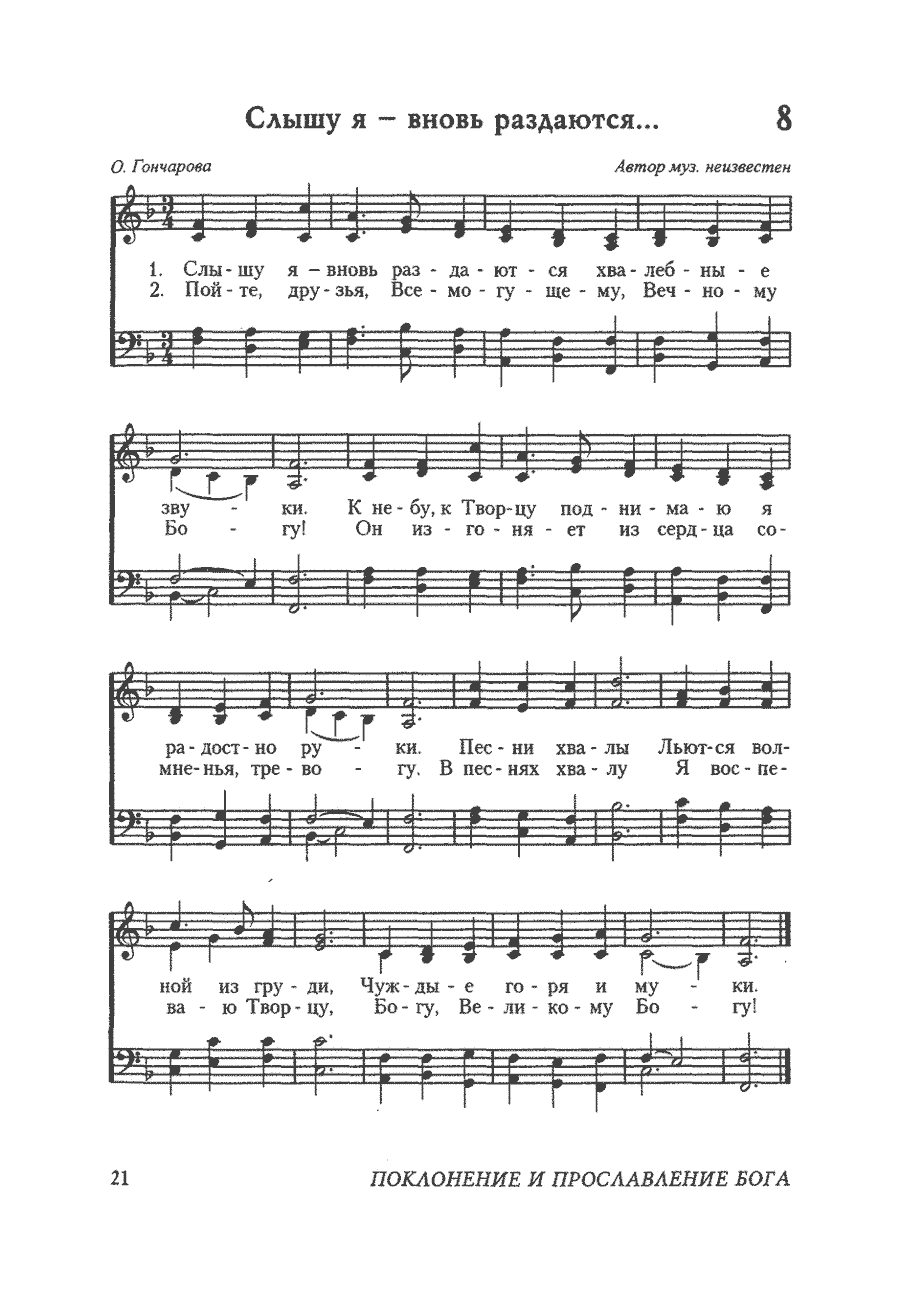 Слышу я – вновь раздаются... 8
О. Гончарова Автор муз. неизвестен
1. Слы - шу я – вновь раз - да - ют - ся хва - леб - ны - е
2. Пой - те, дру - зья, Все - мо - гу - ще - му, Веч - но - му
зву - ки. К не - бу, к Твор-цу под - ни - ма - ю я
Бо - гу! Он из - го - ня - ет из серд - ца со-
ра - дост - но ру - ки. Пес - ни хва - лы Льют-ся вол-
мне - нья, тре - во - гу. В пес - нях хва - лу Я вос - пе-
ной из гру - ди, Чуж - ды - е го - ря и му - ки.
ва - ю Твор - цу, Бо - гу, Ве - ли - ко - му Бо - гу!
21 ПОКЛОНЕНИЕ И ПРОСЛАВЛЕНИЕ БОГА